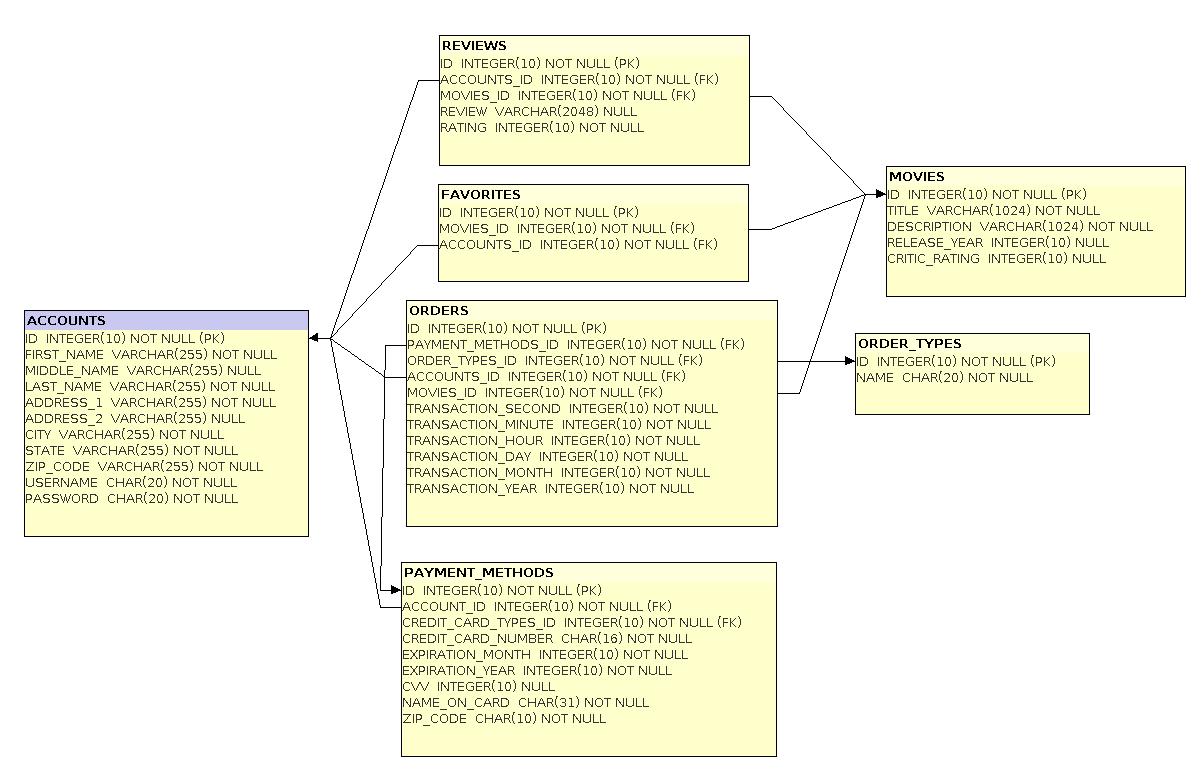 REVIEWS
ID INTEGER(10) NOT NULL (PK)
ACCOUNTS_ID INTEGER(10) NOT NULL (FK)
MOVIES_ID INTEGER(10) NOT NULL (FK)
REVIEW VARCHAR(2048) NULL
RATING INTEGER(10) NOT NULL
FAVORITES
ID INTEGER(10) NOT NULL (PK)
MOVIES_ID INTEGER(10) NOT NULL (FK)
ACCOUNTS_ID INTEGER(10) NOT NULL (FK)
MOVIES
ID INTEGER(10) NOT NULL (PK)
TITLE VARCHAR(1024) NOT NULL
DESCRIPTION VARCHAR(1024) NOT NULL
RELEASE_YEAR INTEGER(10) NULL
CRITIC_RATING INTEGER(10) NULL
ACCOUNTS
ID INTEGER(10) NOT NULL (PK)
FIRST_NAME VARCHAR(255) NOT NULL
MIDDLE_NAME VARCHAR(255) NULL
LAST_NAME VARCHAR(255) NOT NULL
ADDRESS_1 VARCHAR(255) NOT NULL
ADDRESS_2 VARCHAR(255) NULL
CITY VARCHAR(255) NOT NULL
STATE VARCHAR(255) NOT NULL
ZIP_CODE VARCHAR(255) NOT NULL
USERNAME CHAR(20) NOT NULL
PASSWORD CHAR(20) NOT NULL
ORDERS
ID INTEGER(10) NOT NULL (PK)
PAYMENT_METHODS_ID INTEGER(10) NOT NULL (FK)
ORDER_TYPES_ID INTEGER(10) NOT NULL (FK)
ACCOUNTS_ID INTEGER(10) NOT NULL (FK)
MOVIES_ID INTEGER(10) NOT NULL (FK)
TRANSACTION_SECOND INTEGER(10) NOT NULL
TRANSACTION_MINUTE INTEGER(10) NOT NULL
TRANSACTION_HOUR INTEGER(10) NOT NULL
TRANSACTION_DAY INTEGER(10) NOT NULL
TRANSACTION_MONTH INTEGER(10) NOT NULL
TRANSACTION_YEAR INTEGER(10) NOT NULL
ORDER_TYPES
ID INTEGER(10) NOT NULL (PK)
NAME CHAR(20) NOT NULL
PAYMENT_METHODS
ID INTEGER(10) NOT NULL (PK)
ACCOUNT_ID INTEGER(10) NOT NULL (FK)
CREDIT_CARD_TYPES_ID INTEGER(10) NOT NULL (FK)
CREDIT_CARD_NUMBER CHAR(16) NOT NULL
EXPIRATION_MONTH INTEGER(10) NOT NULL
EXPIRATION_YEAR INTEGER(10) NOT NULL
CVV INTEGER(10) NULL
NAME_ON_CARD CHAR(31) NOT NULL
ZIP_CODE CHAR(10) NOT NULL